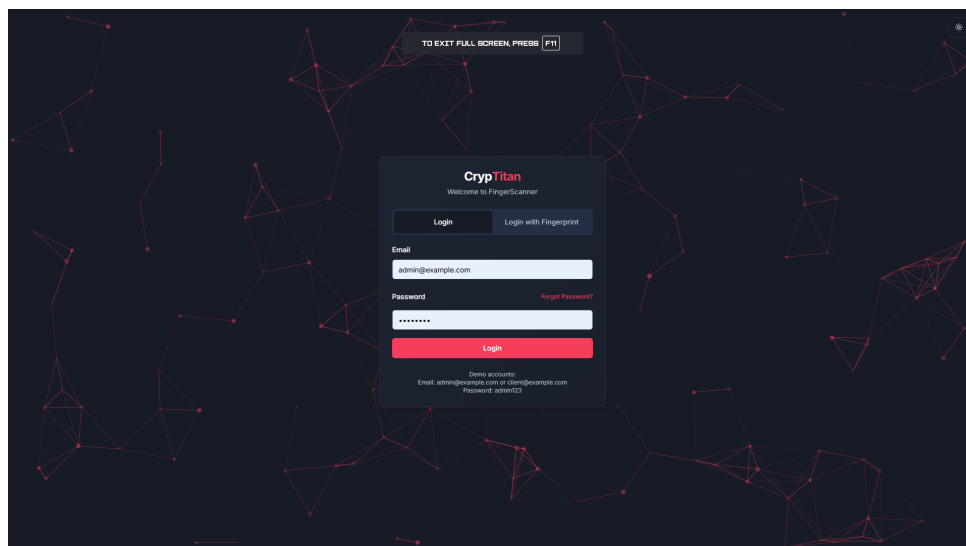 TO EXIT FULL SCREEN, PRESS F11
CrypTitan
Welcome to FingerScanner
Login
Login with Fingerprint
Email
admin@example.com
Password
Forgot Password?
••••••••
Login
Demo accounts:
Email: admin@example.com or client@example.com
Password: admin123